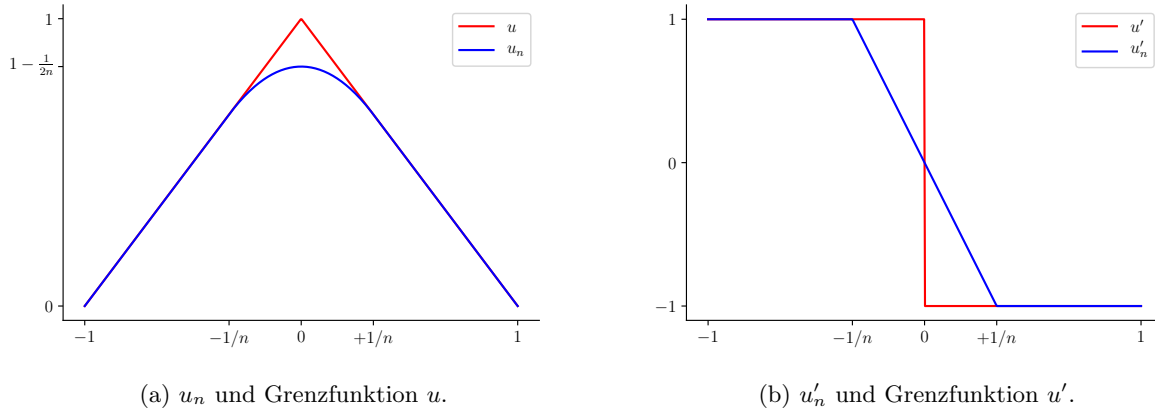 1
1 − 1/2n
0
−1
−1/n
0
+1/n
1
u
u_n
1
0
−1
−1
−1/n
0
+1/n
1
u′
u′_n
(a) u_n und Grenzfunktion u.
(b) u′_n und Grenzfunktion u′.